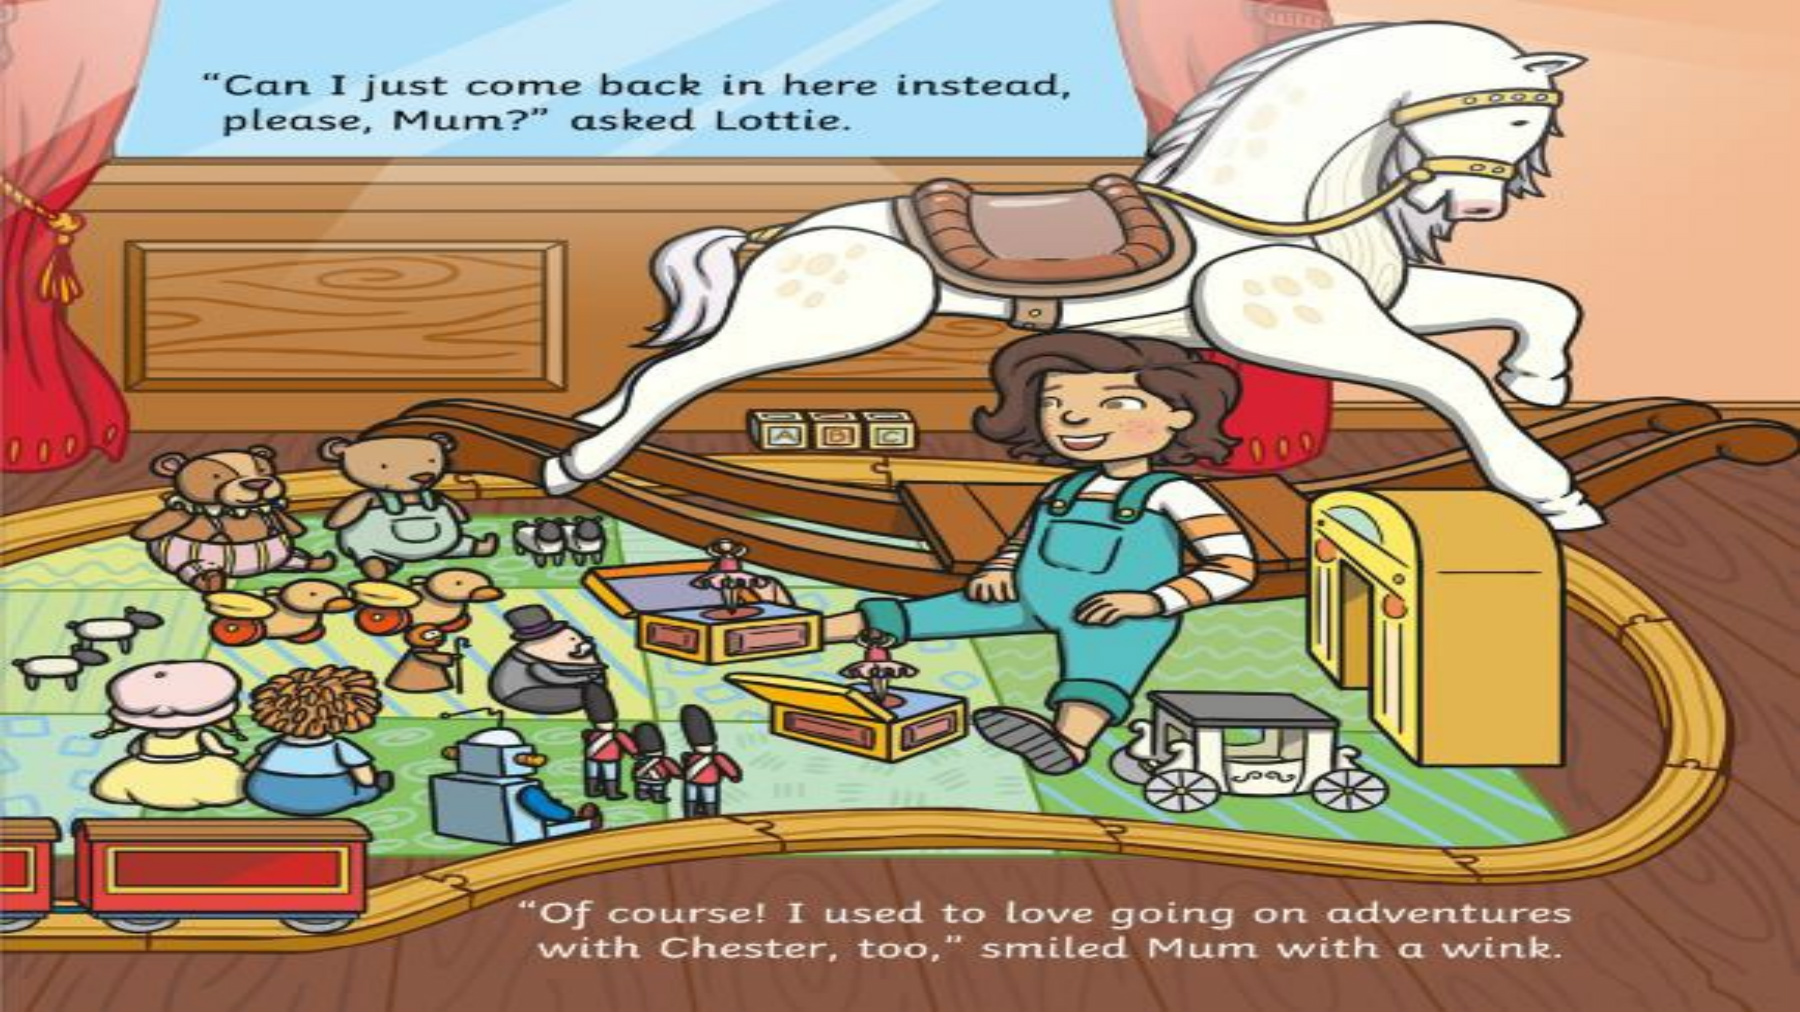 “Can I just come back in here instead,
please, Mum?” asked Lottie.
A B C
“Of course! I used to love going on adventures
with Chester, too,” smiled Mum with a wink.